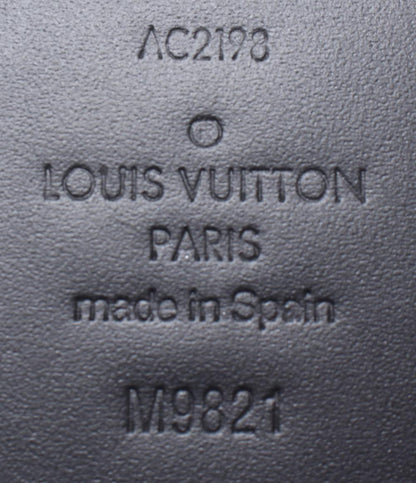 AC2198
O
LOUIS VUITTON
PARIS
made in Spain
M9821